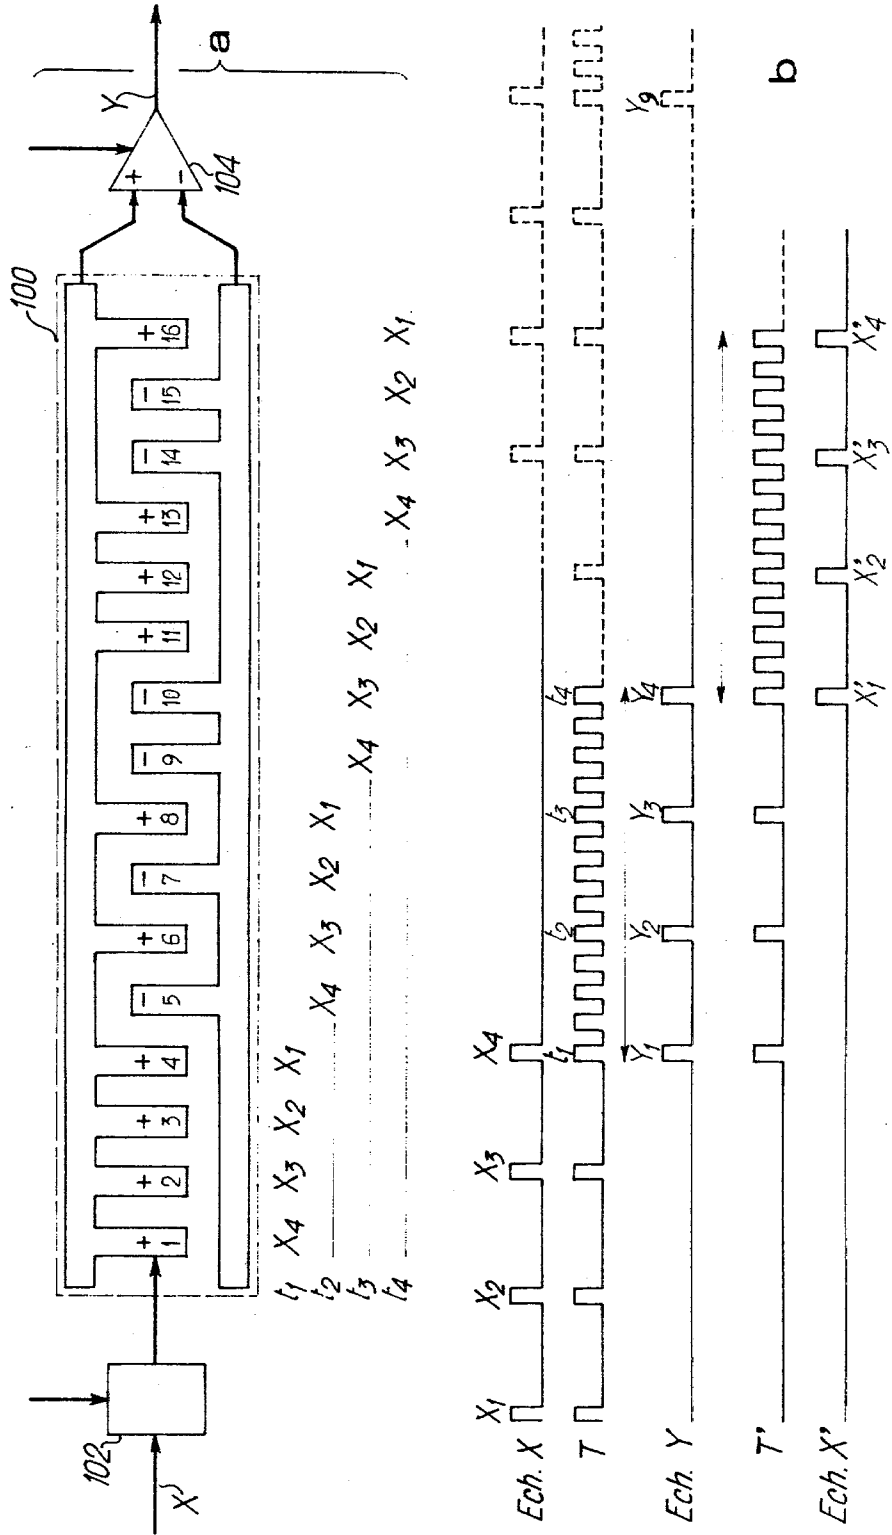 100
Y
a
+ + + + - + - + - - + + + - - +
1 2 3 4 5 6 7 8 9 10 11 12 13 14 15 16
+
-
104
102
X
t1 X4 X3 X2 X1
t2 X4 X3 X2 X1
t3 X4 X3 X2 X1
t4 X4 X3 X2 X1
X1 X2 X3 X4
Ech. X
t1 t2 t3 t4
T
Y1 Y2 Y3 Y4 Y9
Ech. Y
b
T'
Ech. X'
X'1 X'2 X'3 X'4